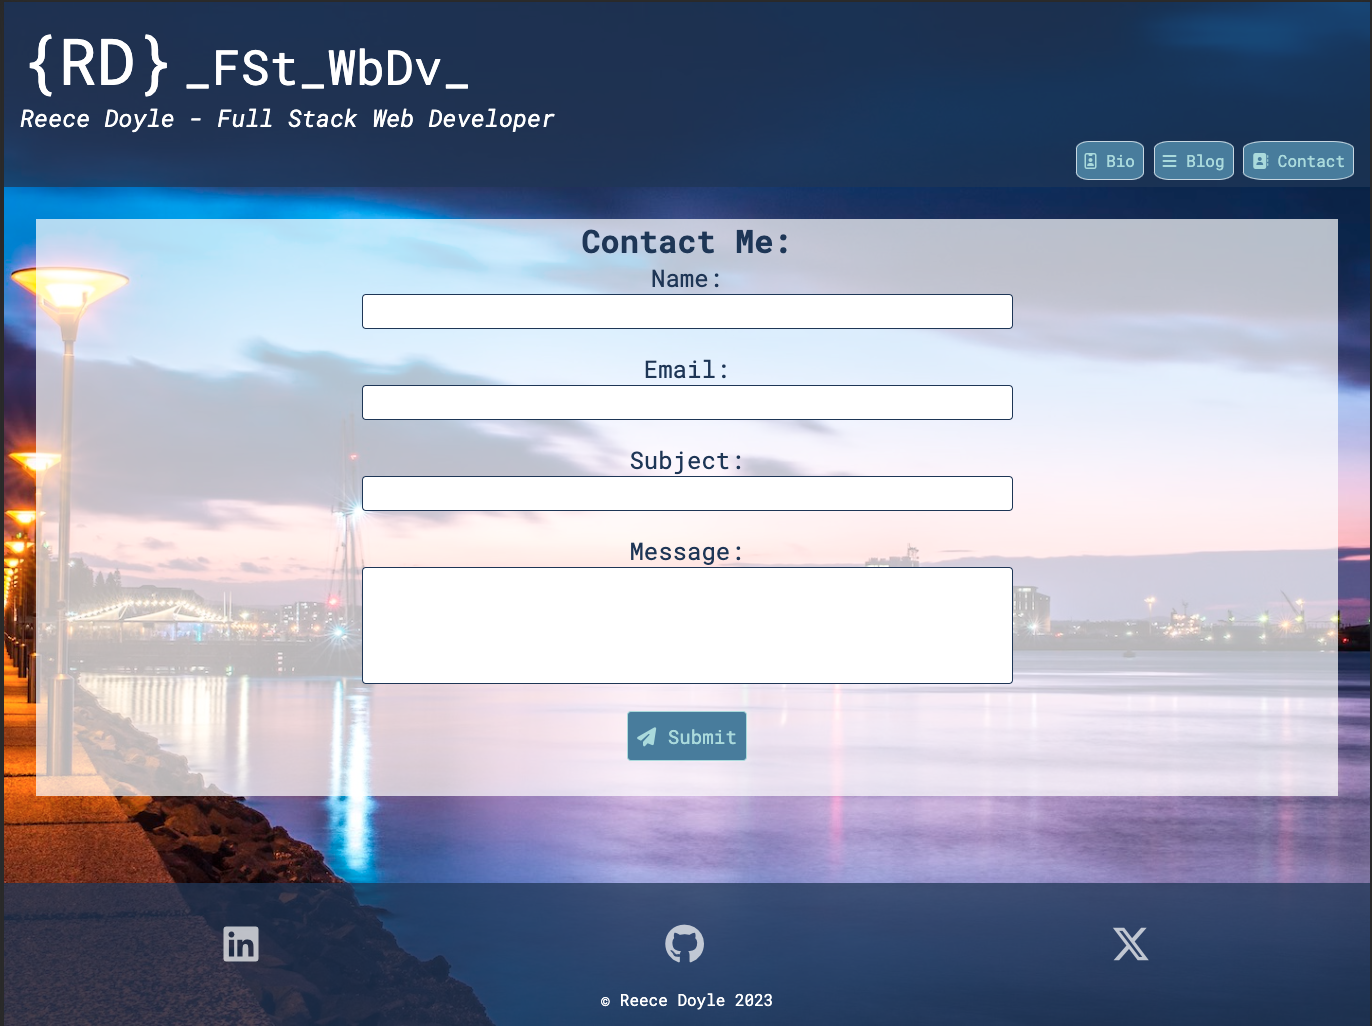 {RD} _FSt_WbDv_
Reece Doyle - Full Stack Web Developer
Bio
Blog
Contact
Contact Me:
Name:
Email:
Subject:
Message:
Submit
in
© Reece Doyle 2023